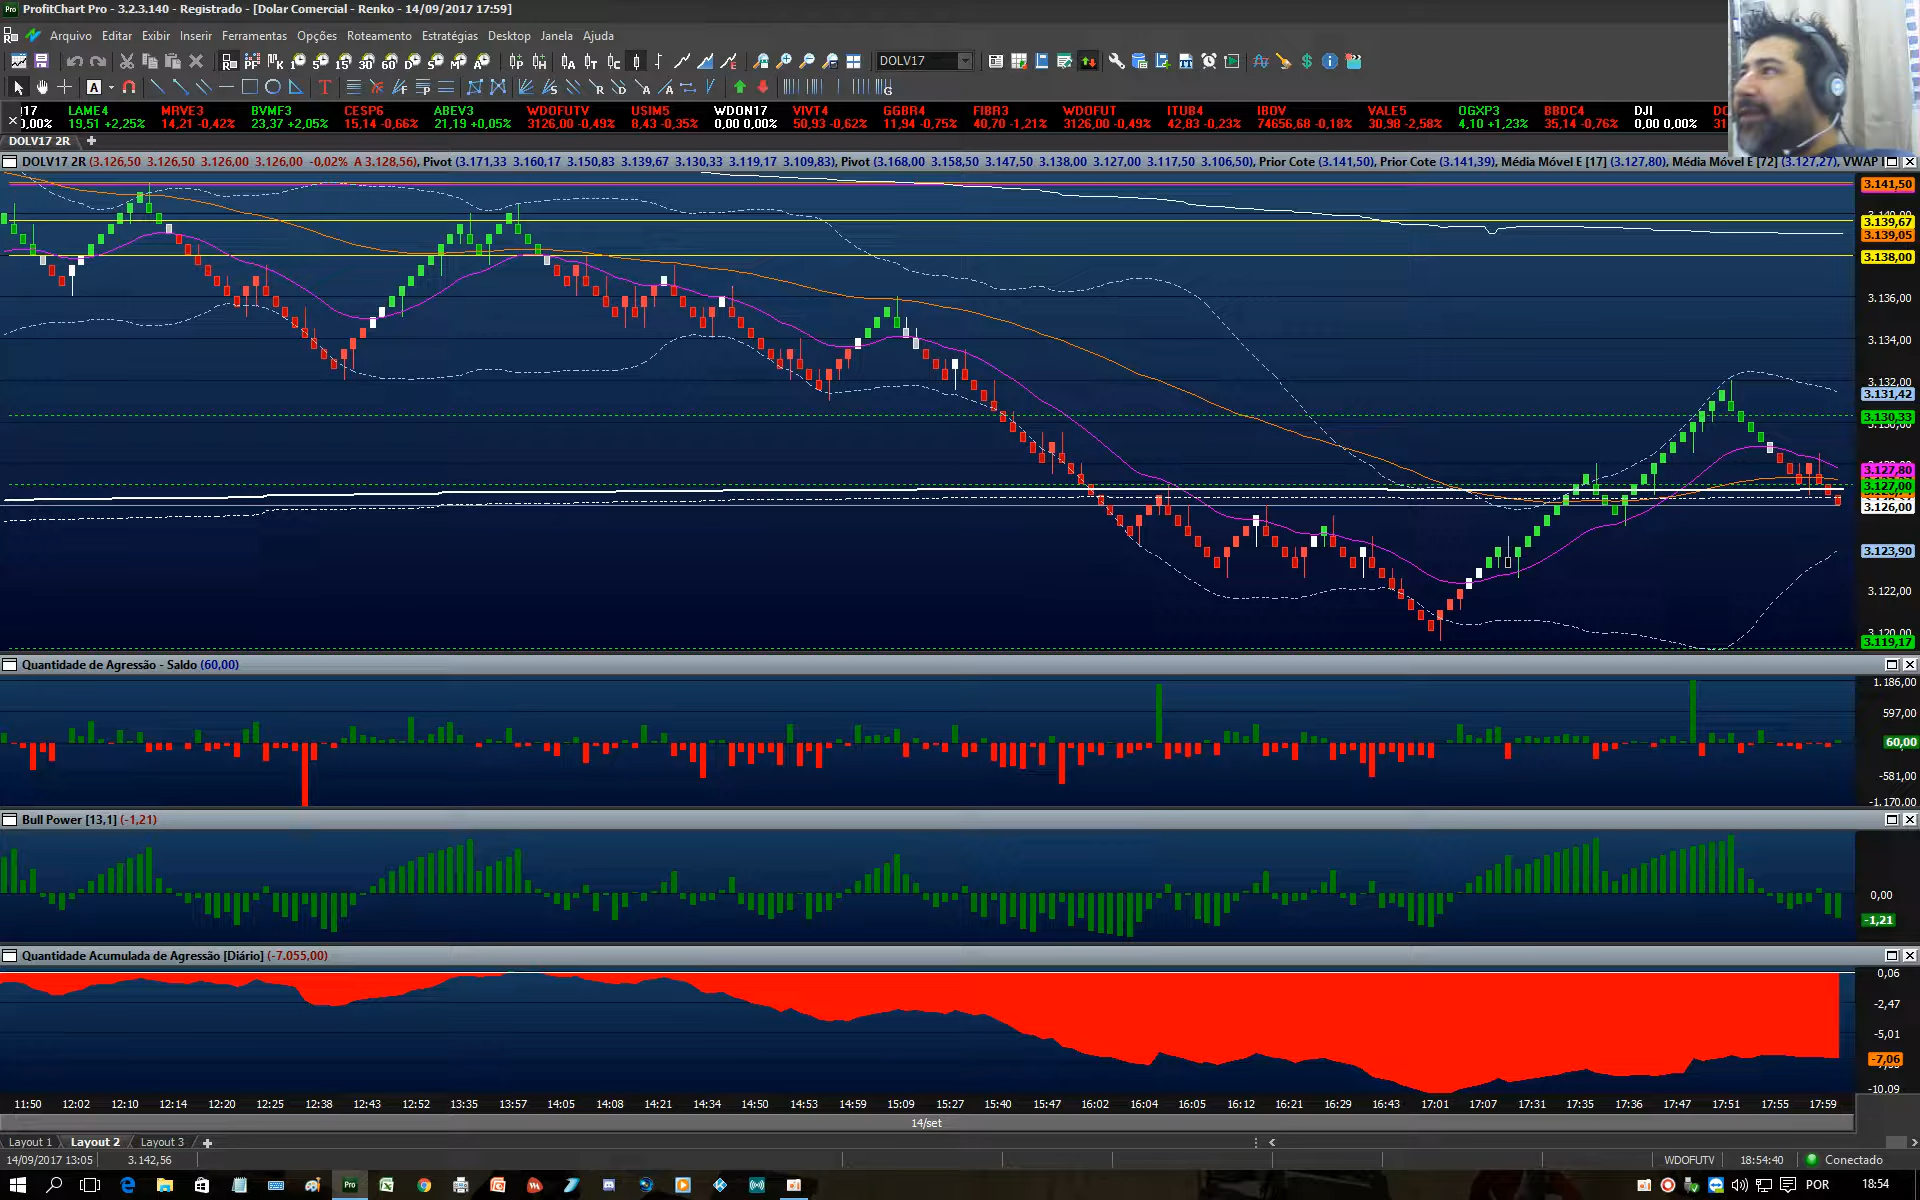 ProfitChart Pro - 3.2.3.140 - Registrado - [Dolar Comercial - Renko - 14/09/2017 17:59]
Arquivo Editar Exibir Inserir Ferramentas Opções Roteamento Estratégias Desktop Janela Ajuda
DOLV17
17 LAME4 MRVE3 BVMF3 CESP6 ABEV3 WDOFUTV USIM5 WDON17 VIVT4 GGBR4 FIBR3 WDOFUT ITUB4 IBOV VALE5 OGXP3 BBDC4 DJI
0,00% 19,51 +2,25% 14,21 -0,42% 23,37 +2,05% 15,14 -0,66% 21,19 +0,05% 3126,00 -0,49% 8,43 -0,35% 0,00 0,00% 50,93 -0,62% 11,94 -0,75% 40,70 -1,21% 3126,00 -0,49% 42,83 -0,23% 74656,68 -0,18% 30,98 -2,58% 4,10 +1,23% 35,14 -0,76% 0,00 0,00% 31
DOLV17 2R
DOLV17 2R (3.126,50 3.126,50 3.126,00 3.126,00 -0,02% A 3.128,56), Pivot (3.171,33 3.160,17 3.150,83 3.139,67 3.130,33 3.119,17 3.109,83), Pivot (3.168,00 3.158,50 3.147,50 3.138,00 3.127,00 3.117,50 3.106,50), Prior Cote (3.141,50), Prior Cote (3.141,39), Média Móvel E [17] (3.127,80), Média Móvel E [72] (3.127,27), VWAP
3.141,50
3.139,67
3.139,05
3.138,00
3.136,00
3.134,00
3.132,00
3.131,42
3.130,33
3.130,00
3.127,80
3.127,00
3.126,00
3.123,90
3.122,00
3.120,00
3.119,17
Quantidade de Agressão - Saldo (60,00)
1.186,00
597,00
60,00
-581,00
-1.170,00
Bull Power [13,1] (-1,21)
0,00
-1,21
Quantidade Acumulada de Agressão [Diário] (-7.055,00)
0,06
-2,47
-5,01
-7,06
-10,09
11:50 12:02 12:10 12:14 12:20 12:25 12:38 12:43 12:52 13:35 13:57 14:05 14:08 14:21 14:34 14:50 14:53 14:59 15:09 15:27 15:40 15:47 16:02 16:04 16:05 16:12 16:21 16:29 16:43 17:01 17:07 17:31 17:35 17:36 17:47 17:51 17:55 17:59
14/set
Layout 1 Layout 2 Layout 3
14/09/2017 13:05 3.142,56 WDOFUTV 18:54:40 Conectado
POR 18:54